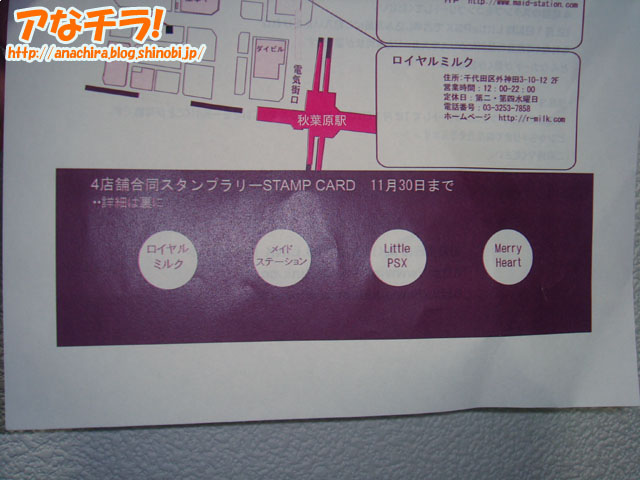 アなチラ!
http://anachira.blog.shinobi.jp/
http://www.maid-station.com/
ダイビル
電気街口
秋葉原駅
ロイヤルミルク
住所:千代田区外神田3-10-12 2F
営業時間:12:00-22:00
定休日:第二・第四水曜日
電話番号:03-3253-7858
ホームページ http://r-milk.com
4店舗合同スタンプラリーSTAMP CARD 11月30日まで
・・詳細は裏に
ロイヤル
ミルク
メイド
ステーション
Little
PSX
Merry
Heart